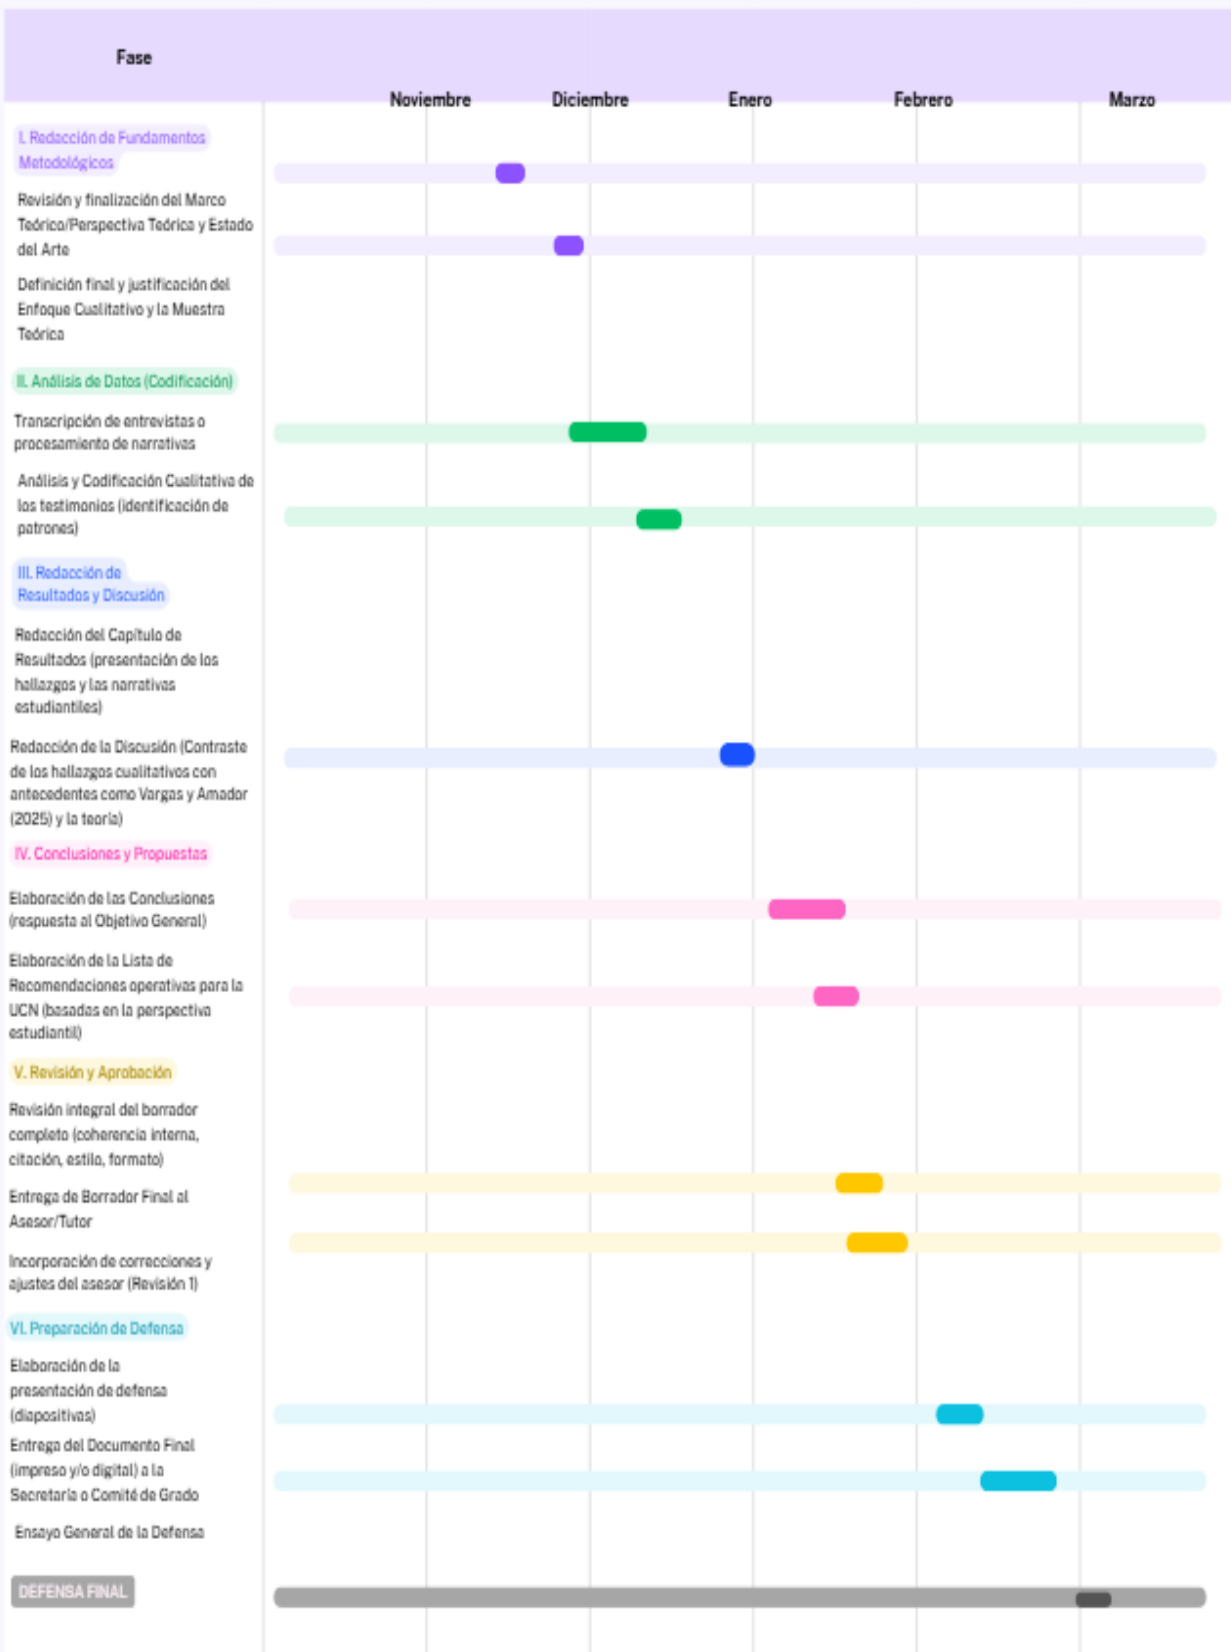 Fase
Noviembre Diciembre Enero Febrero Marzo
I. Redacción de Fundamentos
Metodológicos
Revisión y finalización del Marco
Teórico/Perspectiva Teórica y Estado
del Arte
Definición final y justificación del
Enfoque Cualitativo y la Muestra
Teórica
II. Análisis de Datos (Codificación)
Transcripción de entrevistas o
procesamiento de narrativas
Análisis y Codificación Cualitativa de
los testimonios (identificación de
patrones)
III. Redacción de
Resultados y Discusión
Redacción del Capítulo de
Resultados (presentación de los
hallazgos y las narrativas
estudiantiles)
Redacción de la Discusión (Contraste
de los hallazgos cualitativos con
antecedentes como Vargas y Amador
(2025) y la teoría)
IV. Conclusiones y Propuestas
Elaboración de las Conclusiones
(respuesta al Objetivo General)
Elaboración de la Lista de
Recomendaciones operativas para la
UCN (basadas en la perspectiva
estudiantil)
V. Revisión y Aprobación
Revisión integral del borrador
completo (coherencia interna,
citación, estilo, formato)
Entrega de Borrador Final al
Asesor/Tutor
Incorporación de correcciones y
ajustes del asesor (Revisión 1)
VI. Preparación de Defensa
Elaboración de la
presentación de defensa
(diapositivas)
Entrega del Documento Final
(impreso y/o digital) a la
Secretaría o Comité de Grado
Ensayo General de la Defensa
DEFENSA FINAL